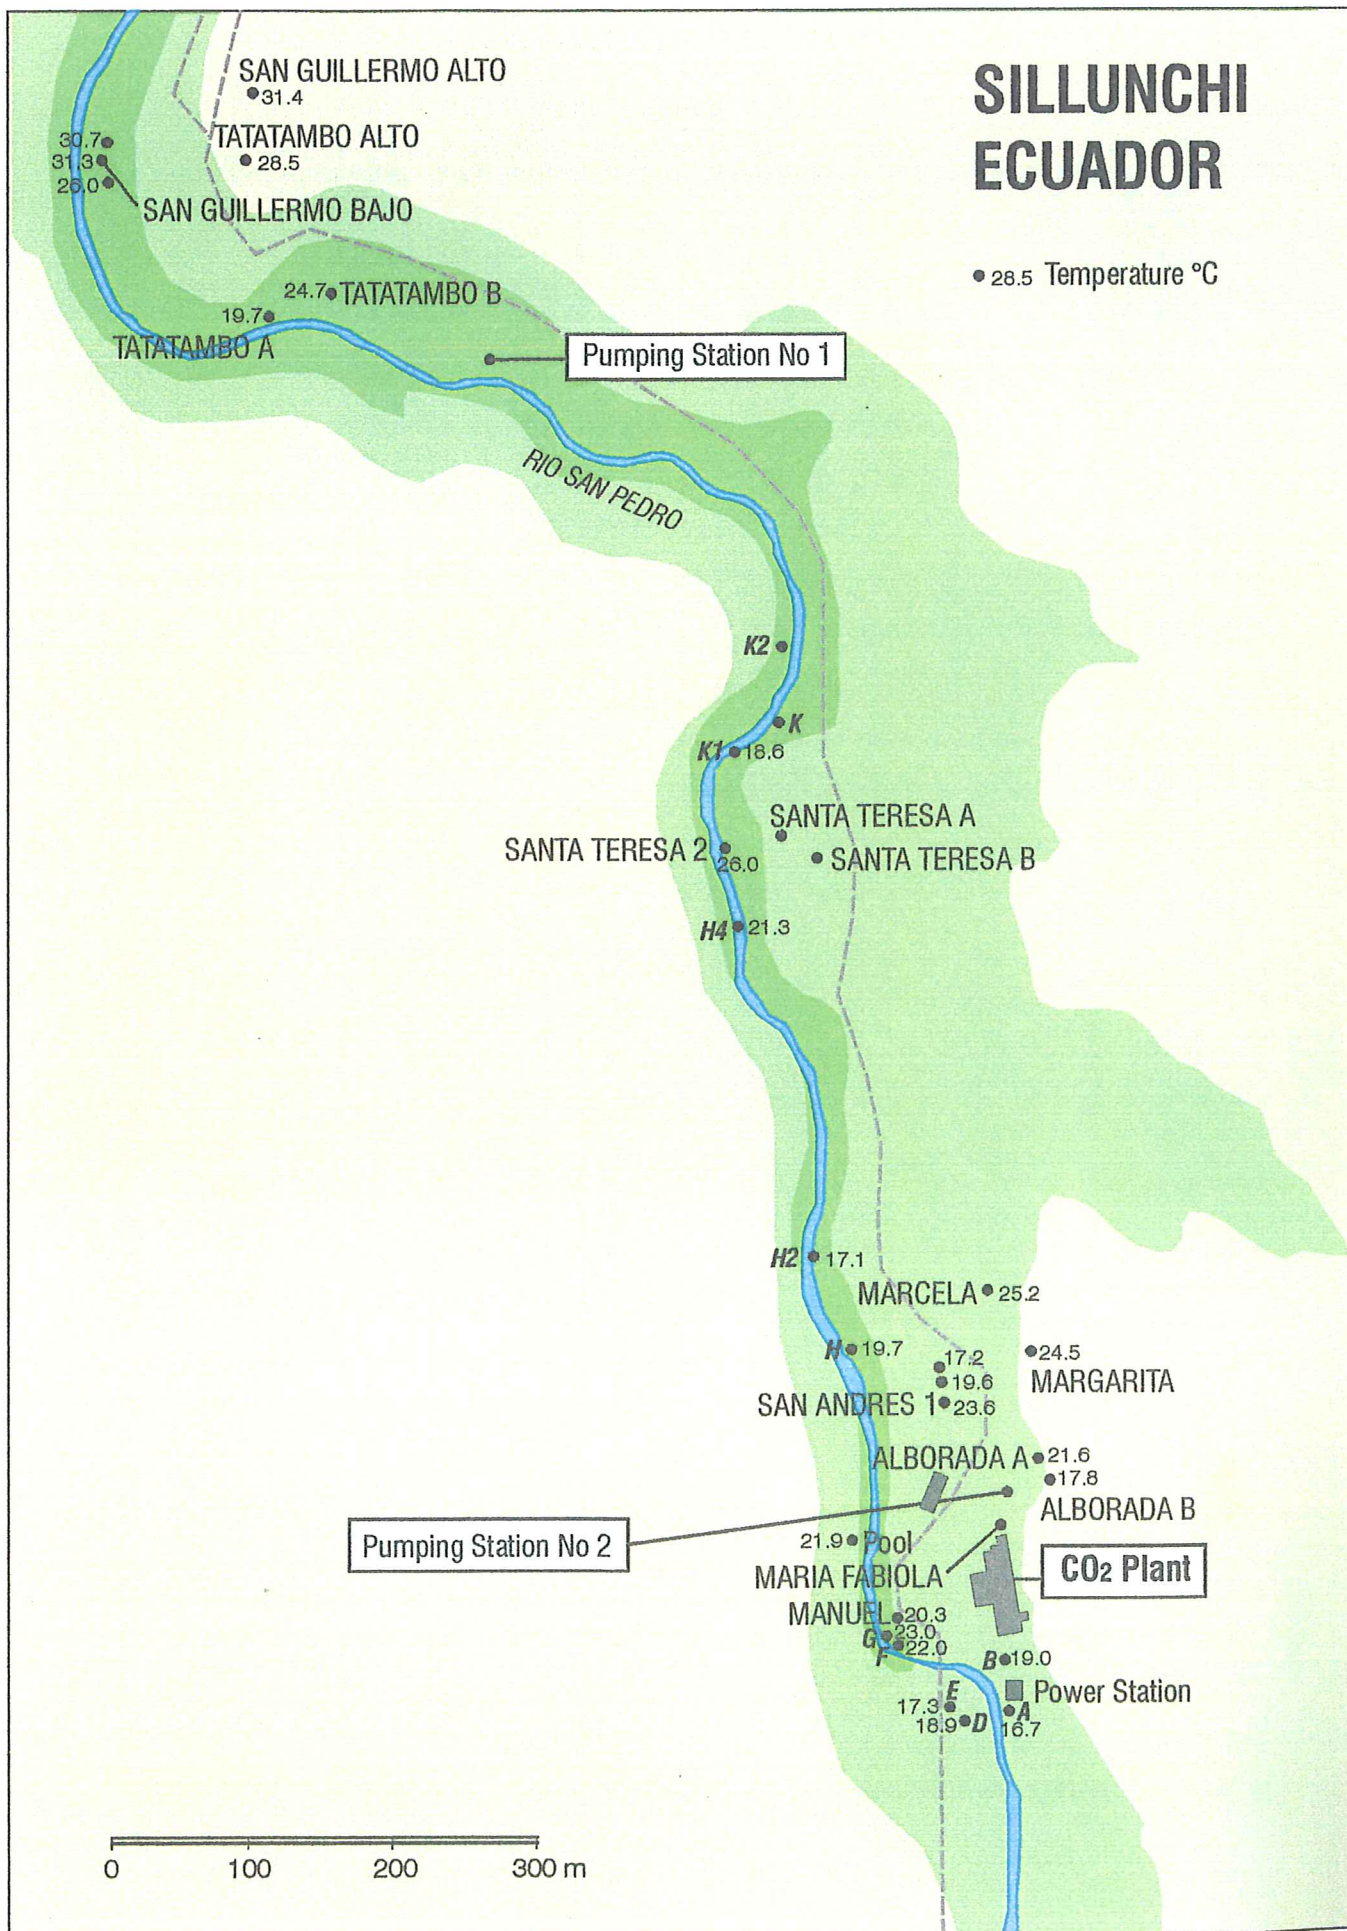 SILLUNCHI
ECUADOR
28.5 Temperature ºC
SAN GUILLERMO ALTO
31.4
TATATAMBO ALTO
28.5
30.7
31.3
26.0
SAN GUILLERMO BAJO
24.7 TATATAMBO B
19.7
TATATAMBO A
Pumping Station No 1
RIO SAN PEDRO
K2
K
K1 18.6
SANTA TERESA A
SANTA TERESA 2
26.0
SANTA TERESA B
H4 21.3
H2 17.1
MARCELA 25.2
H 19.7
17.2
24.5
19.6
MARGARITA
SAN ANDRES 1 23.6
ALBORADA A 21.6
17.8
ALBORADA B
Pumping Station No 2
21.9 Pool
MARIA FABIOLA
CO2 Plant
MANUEL 20.3
G 23.0
F 22.0
B 19.0
E
17.3
Power Station
18.9 D
A
16.7
0 100 200 300 m